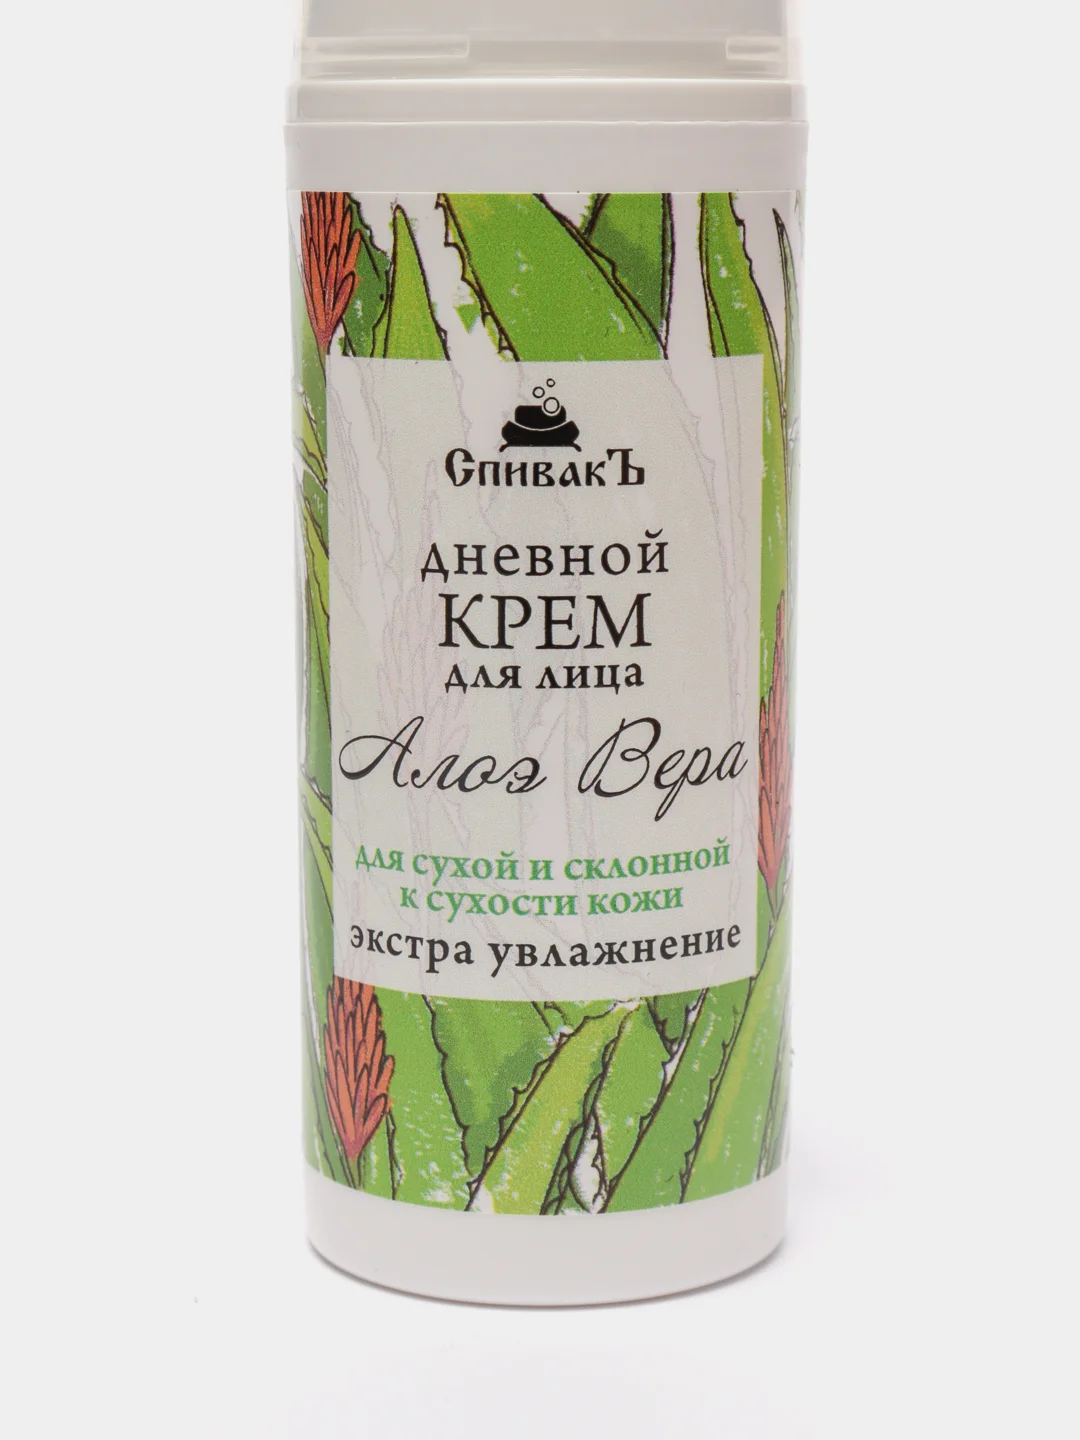 СпивакЪ
дневной
КРЕМ
для лица
Алоэ Вера
для сухой и склонной
к сухости кожи
экстра увлажнение